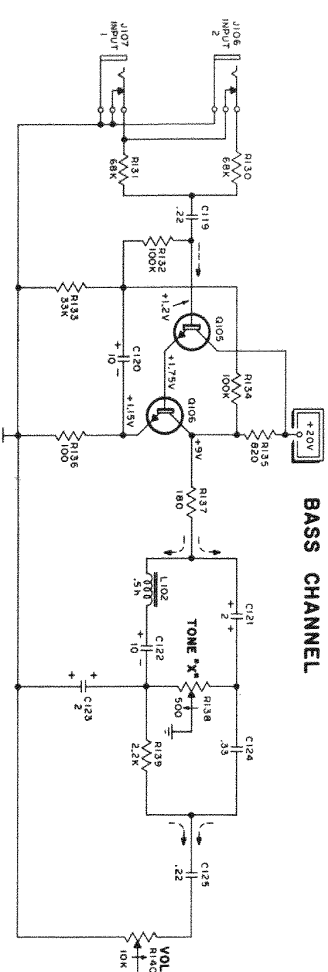 BASS CHANNEL
J106
INPUT
2
J107
INPUT
1
R130
68K
R131
68K
C119
.22
R132
100K
R133
33K
+1.2V
Q105
+1.75V
C120
+ 10 -
+1.15V
Q106
R134
100K
+20V
R135
820
+9V
R136
100
R137
180
C121
+ 2 +
L102
.5h
C122
+ 10 -
TONE "X"
R138
500
C123
+ 2 +
C124
.33
R139
2.2K
C125
.22
VOL
R140
10K